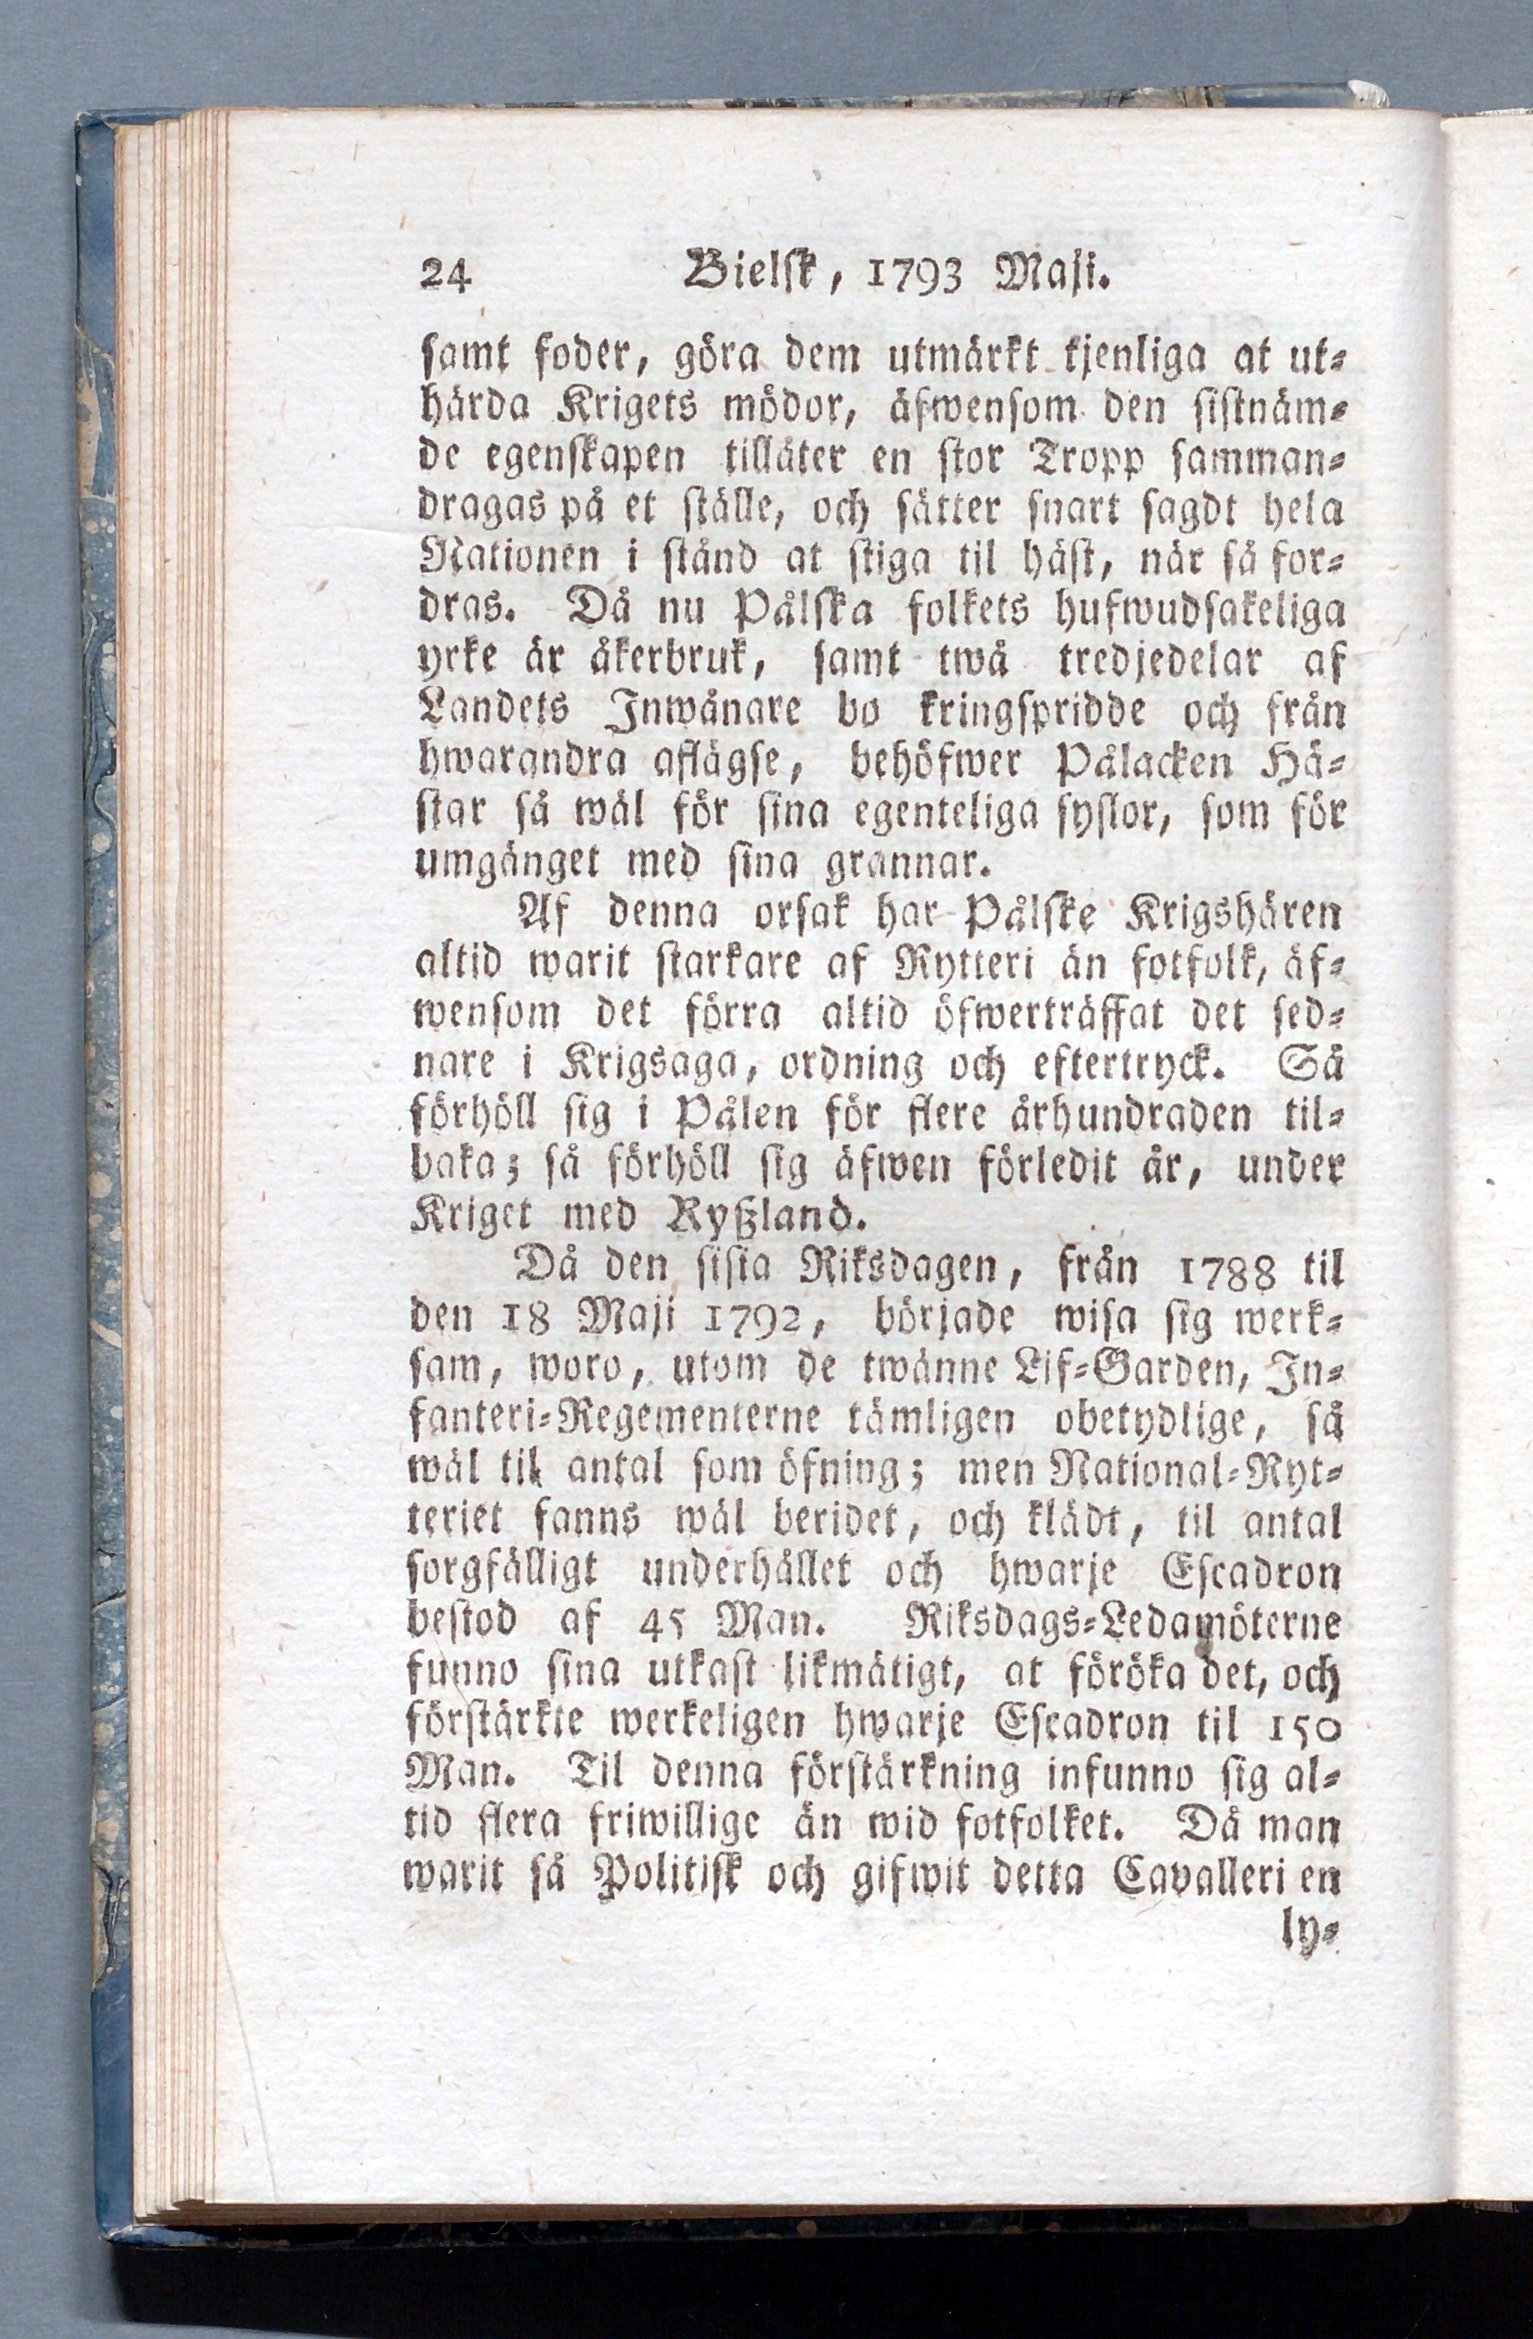 24 Bielsk, 1793 Maji.
samt foder, göra dem utmärkt tjenliga at ut-
härda Krigets mödor, äfwensom den sistnäm-
de egenskapen tillåter en stor Tropp samman-
dragas på et ställe, och sätter snart sagdt hela
Nationen i stånd at stiga til häst, när så for-
dras. Då nu Pålska folkets hufwudsakeliga
yrke är åkerbruk, samt twå tredjedelar af
Landets Inwånare bo kringspridde och från
hwarandra aflägse, behöfwer Pålacken Hä-
star så wäl för sina egenteliga syslor, som för
umgänget med sina grannar.
Af denna orsak har Pålske Krigshären
altid warit starkare af Rytteri än fotfolk, äf-
wensom det förra altid öfwerträffat det sed-
nare i Krigsaga, ordning och eftertryck. Så
förhöll sig i Pålen för flere århundraden til-
baka; så förhöll sig äfwen förledit år, under
Kriget med Ryßland.
Då den sista Riksdagen, från 1788 til
den 18 Maji 1792, började wisa sig werk-
sam, woro, utom de twänne Lif-Garden, In-
fanteri-Regementerne tämligen obetydlige, så
wäl til antal som öfning; men National-Ryt-
teriet fanns wäl beridet, och klädt, til antal
sorgfälligt underhållet och hwarje Escadron
bestod af 45 Man. Riksdags-Ledamöterne
funno sina utkast likmätigt, at föröka det, och
förstärkte werkeligen hwarje Escadron til 150
Man. Til denna förstärkning infunno sig al-
tid flera friwillige än wid fotfolket. Då man
warit så Politisk och gifwit detta Cavalleri en
ly-